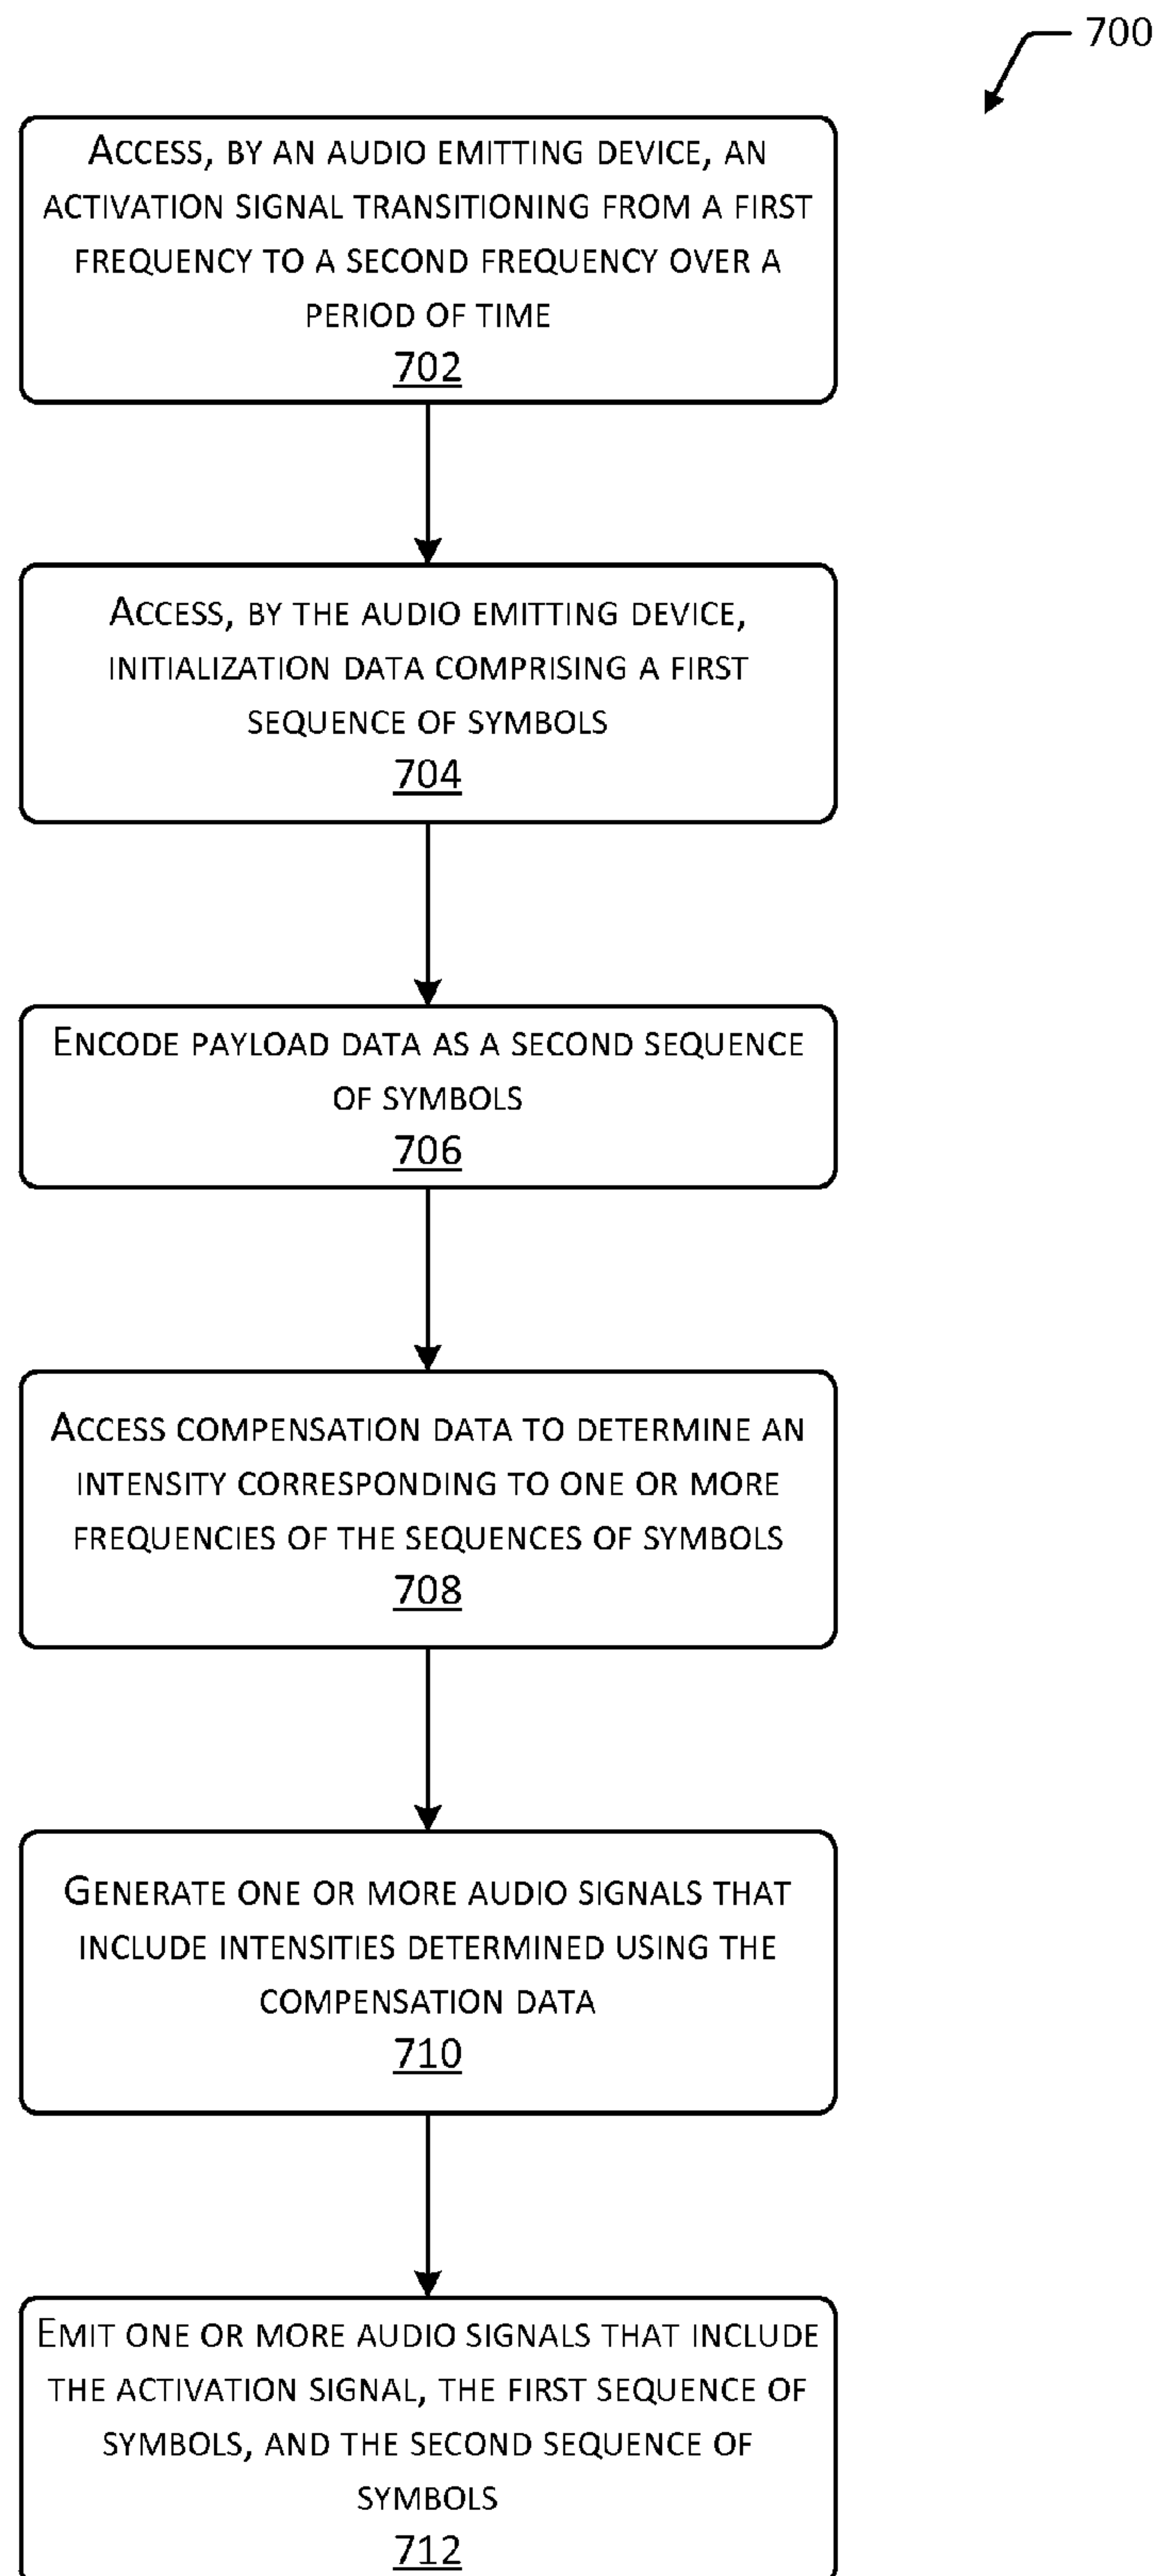 700
ACCESS, BY AN AUDIO EMITTING DEVICE, AN
ACTIVATION SIGNAL TRANSITIONING FROM A FIRST
FREQUENCY TO A SECOND FREQUENCY OVER A
PERIOD OF TIME
702
ACCESS, BY THE AUDIO EMITTING DEVICE,
INITIALIZATION DATA COMPRISING A FIRST
SEQUENCE OF SYMBOLS
704
ENCODE PAYLOAD DATA AS A SECOND SEQUENCE
OF SYMBOLS
706
ACCESS COMPENSATION DATA TO DETERMINE AN
INTENSITY CORRESPONDING TO ONE OR MORE
FREQUENCIES OF THE SEQUENCES OF SYMBOLS
708
GENERATE ONE OR MORE AUDIO SIGNALS THAT
INCLUDE INTENSITIES DETERMINED USING THE
COMPENSATION DATA
710
EMIT ONE OR MORE AUDIO SIGNALS THAT INCLUDE
THE ACTIVATION SIGNAL, THE FIRST SEQUENCE OF
SYMBOLS, AND THE SECOND SEQUENCE OF
SYMBOLS
712